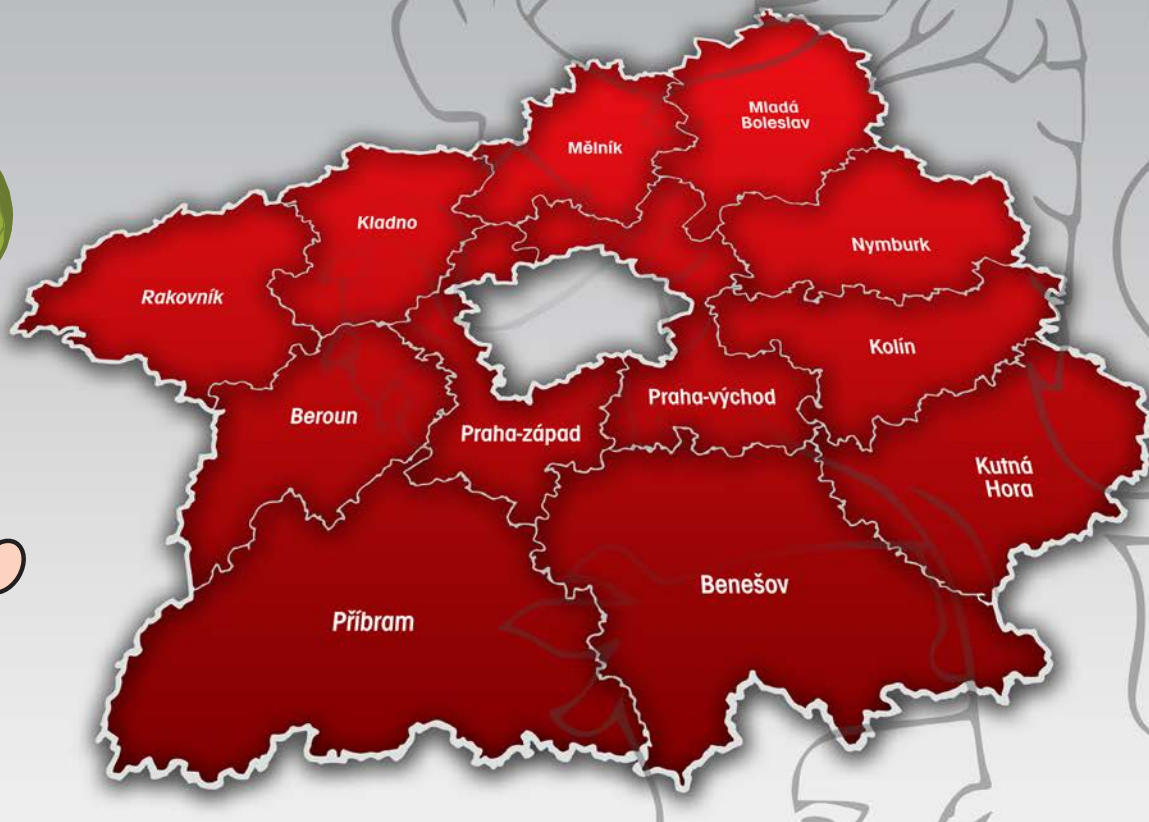 Mladá
Boleslav
Mělník
Kladno
Nymburk
Rakovník
Kolín
Praha-východ
Beroun
Praha-západ
Kutná
Hora
Benešov
Příbram